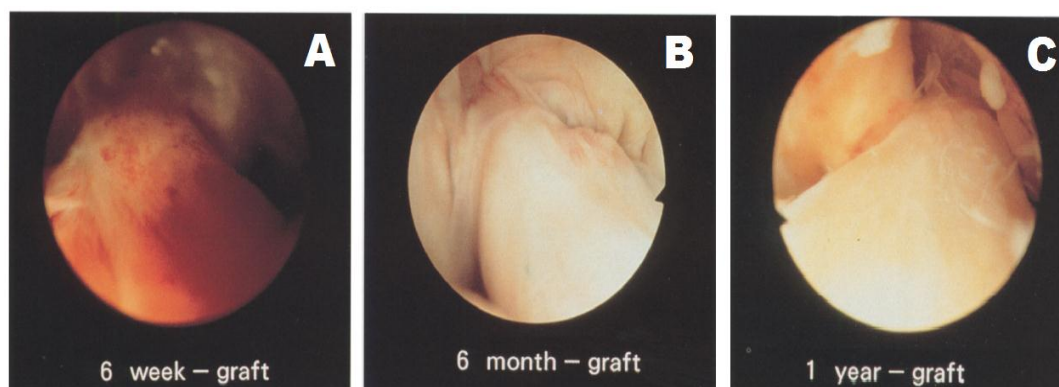 A
B
C
6 week – graft
6 month – graft
1 year – graft